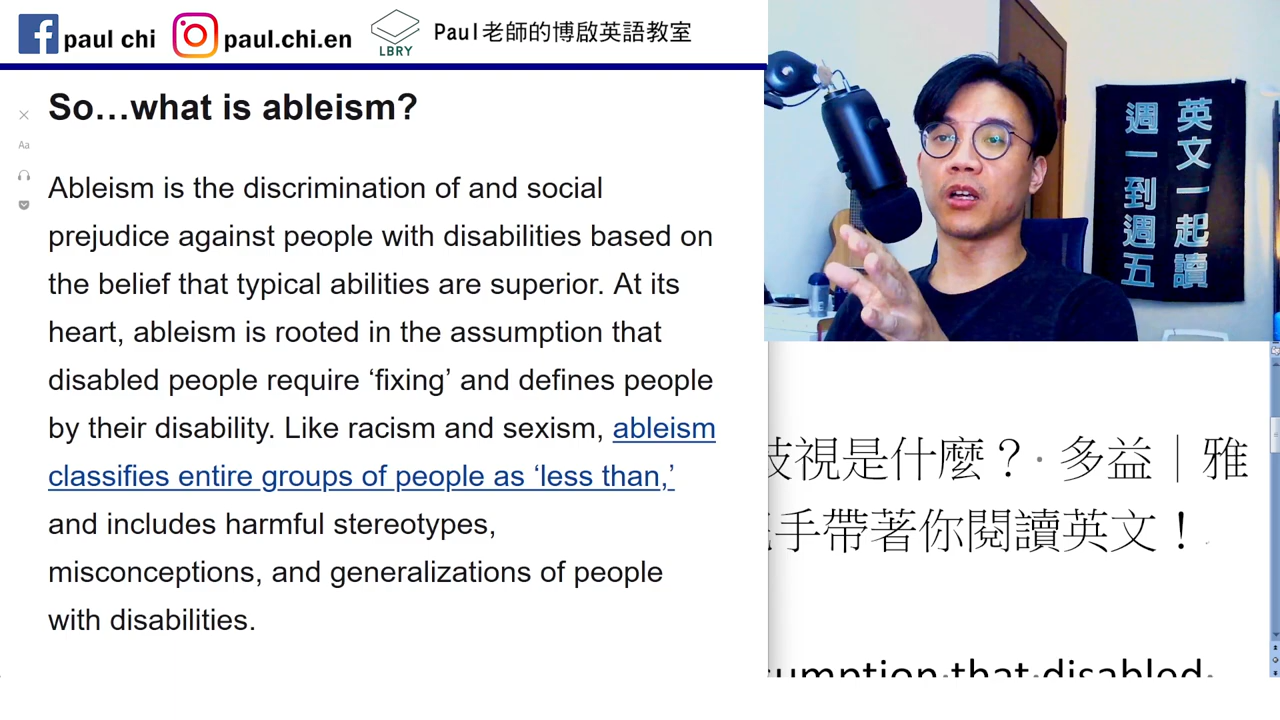 paul chi
paul.chi.en
LBRY
Paul老師的博啟英語教室
So…what is ableism?
Aa
Ableism is the discrimination of and social
prejudice against people with disabilities based on
the belief that typical abilities are superior. At its
heart, ableism is rooted in the assumption that
disabled people require ‘fixing’ and defines people
by their disability. Like racism and sexism, ableism
classifies entire groups of people as ‘less than,’
and includes harmful stereotypes,
misconceptions, and generalizations of people
with disabilities.
英文一起讀
週一到週五
視是什麼？ 多益｜雅
手帶著你閱讀英文！
sumption that disabled